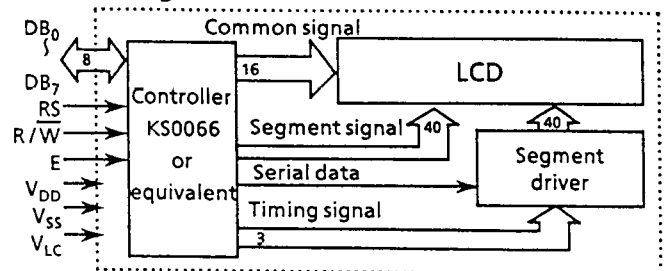 DB0
8
DB7
RS
R/W̅
E
VDD
VSS
VLC
Controller
KS0066
or
equivalent
Common signal
16
LCD
Segment signal
40
40
Serial data
Segment
driver
Timing signal
3